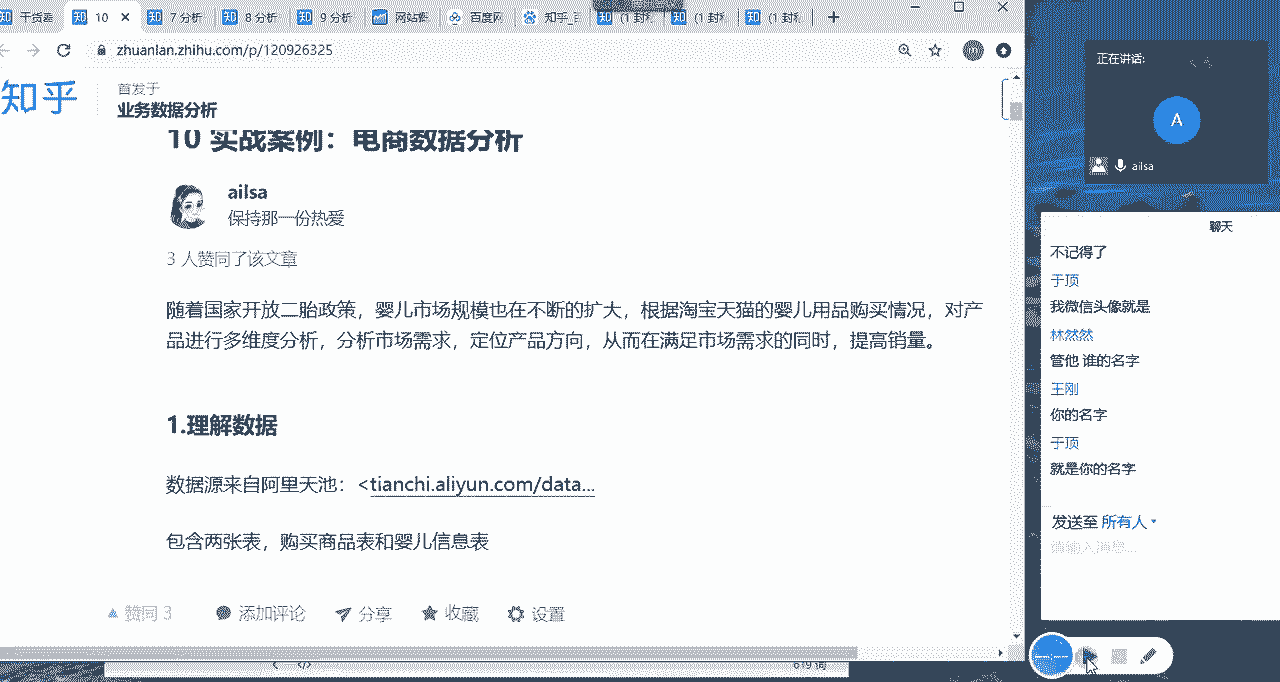 干货
10
7 分析
8 分析
9 分析
网站
百度
知乎_
(1 封
(1 封
(1 封
zhuanlan.zhihu.com/p/120926325
知乎
首发于
业务数据分析
10 实战案例：电商数据分析
ailsa
保持那一份热爱
3 人赞同了该文章
随着国家开放二胎政策，婴儿市场规模也在不断的扩大，根据淘宝天猫的婴儿用品购买情况，对产
品进行多维度分析，分析市场需求，定位产品方向，从而在满足市场需求的同时，提高销量。
1.理解数据
数据源来自阿里天池：<tianchi.aliyun.com/data...
包含两张表，购买商品表和婴儿信息表
赞同 3
添加评论
分享
收藏
设置
619 词
正在讲话:
A
ailsa
聊天
不记得了
于顶
我微信头像就是
林然然
管他 谁的名字
王刚
你的名字
于顶
就是你的名字
发送至 所有人
请输入消息...